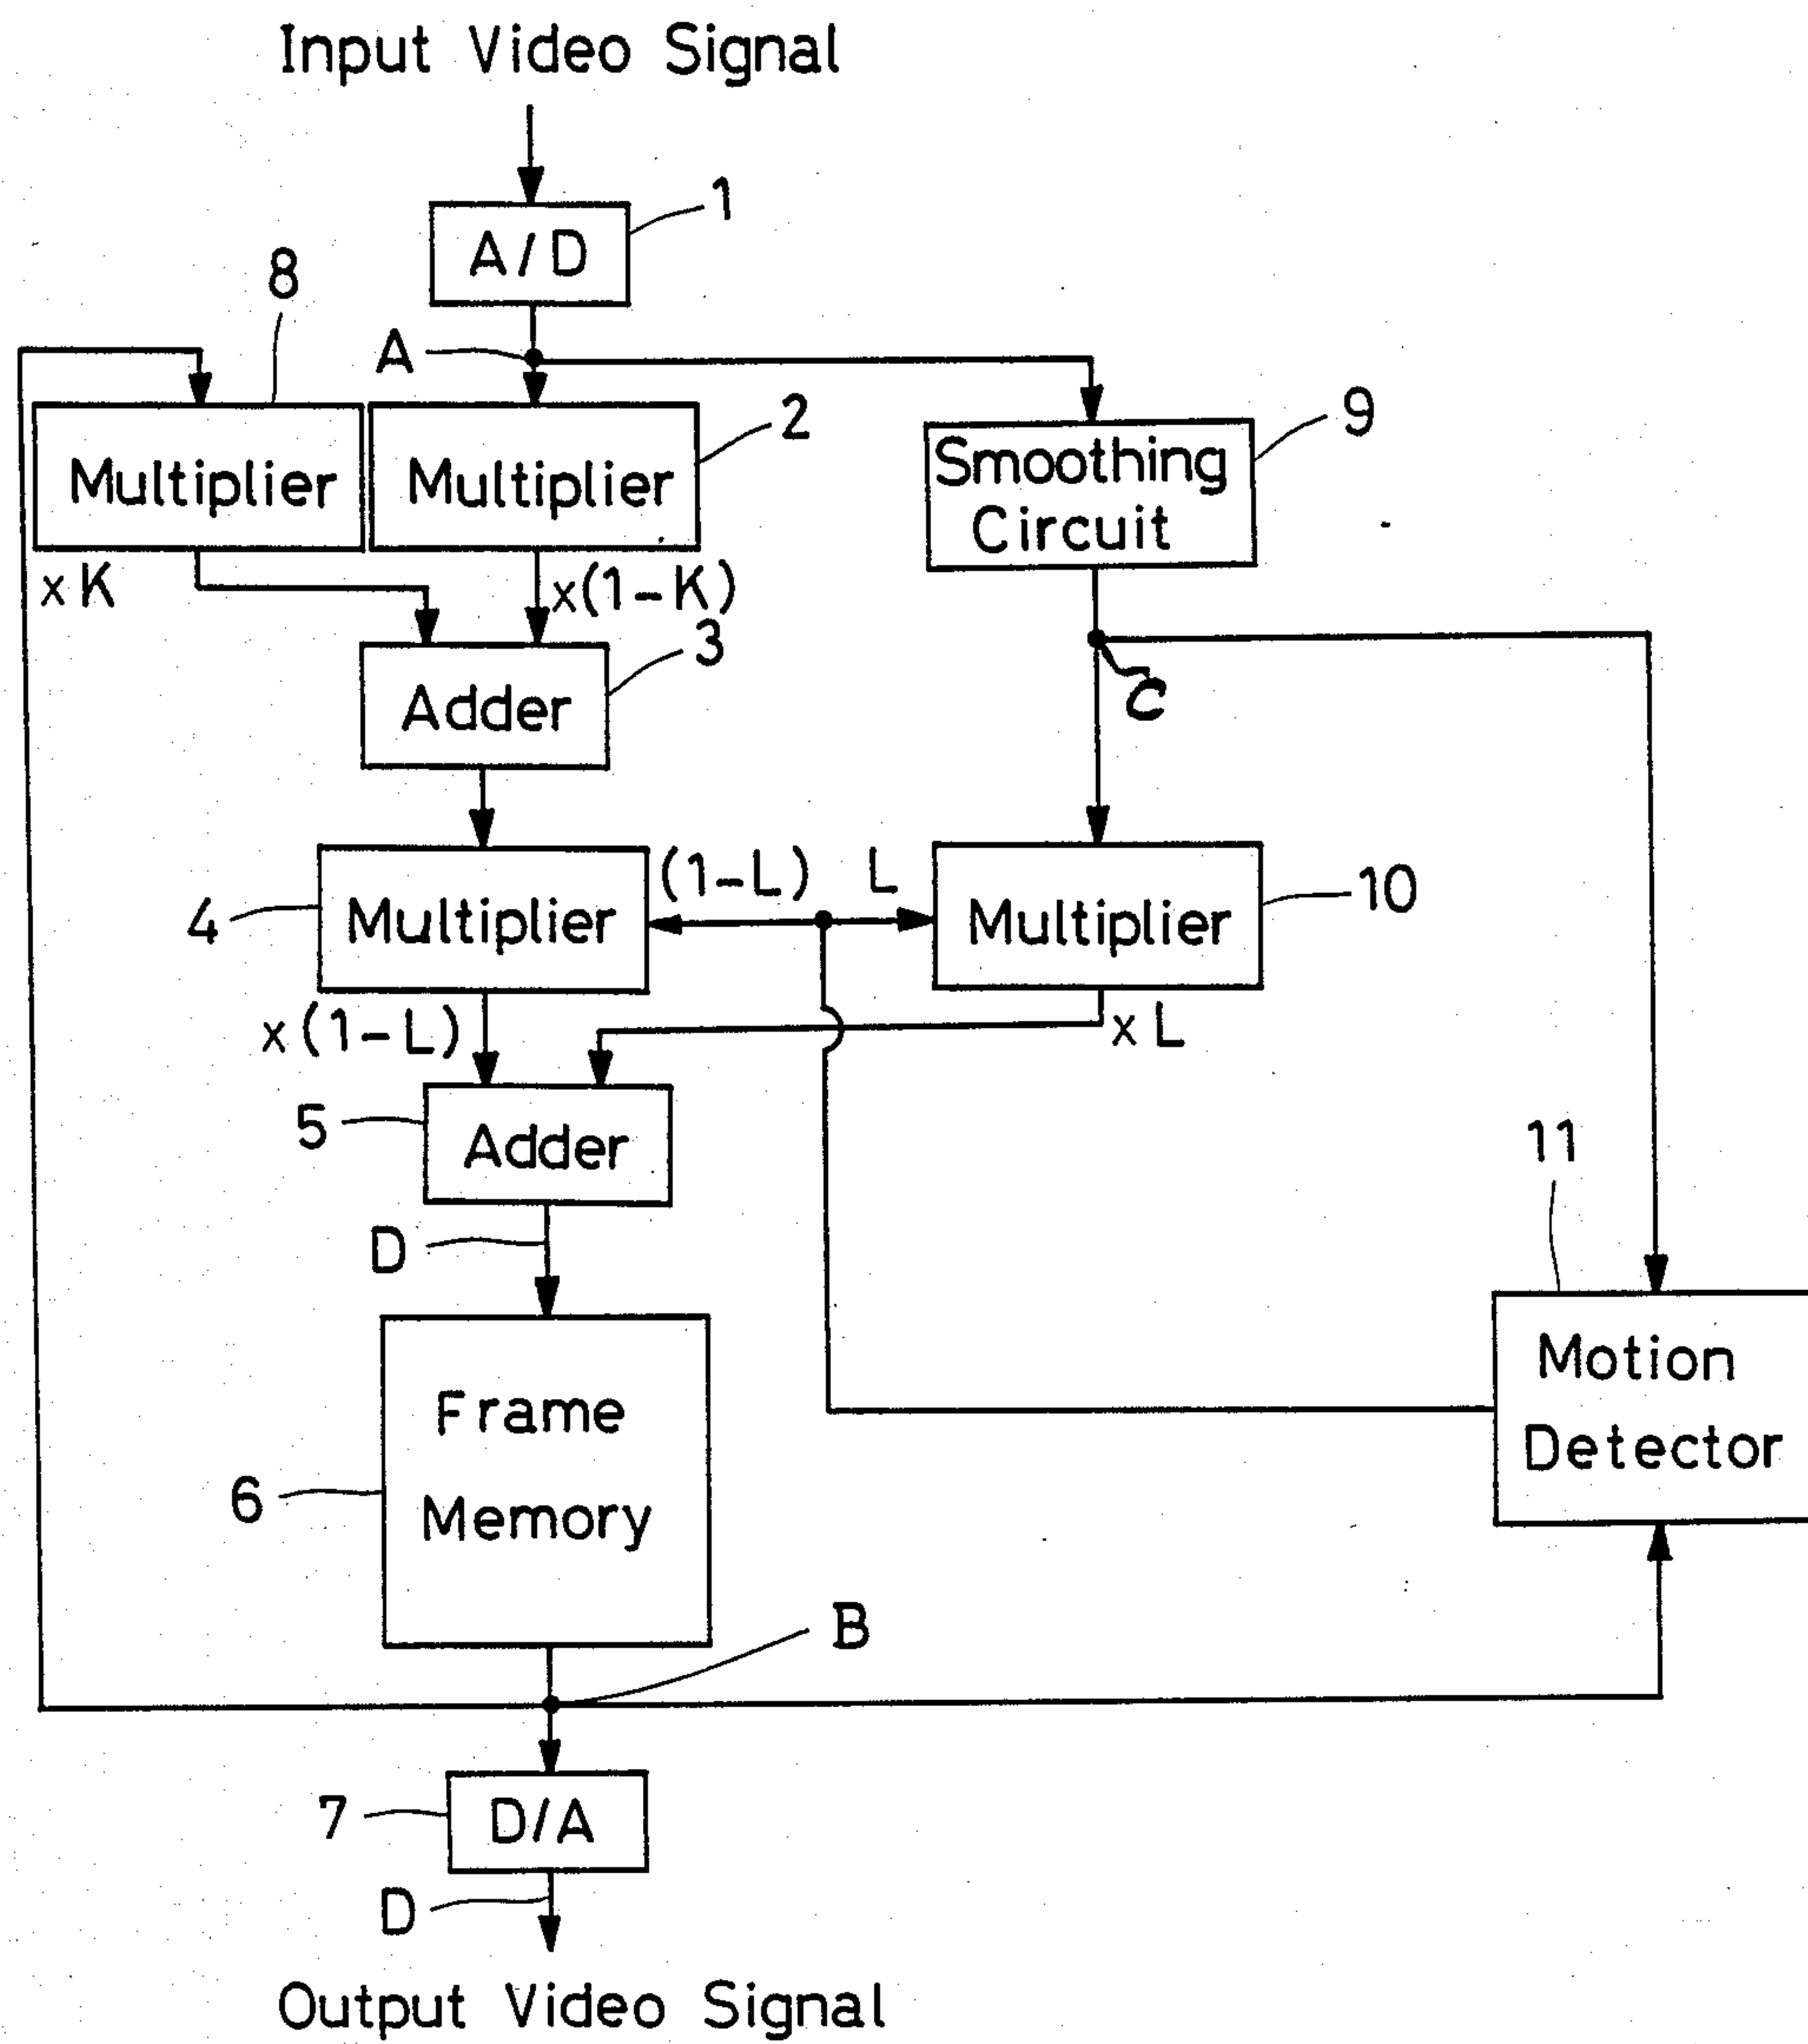 Input Video Signal
1
A/D
8
A
2
9
Multiplier
Multiplier
Smoothing
Circuit
xK
x(1-K)
3
C
Adder
(1-L)
L
4
Multiplier
Multiplier
10
x(1-L)
xL
5
Adder
11
D
Motion
Detector
Frame
Memory
6
B
7
D/A
D
Output Video Signal